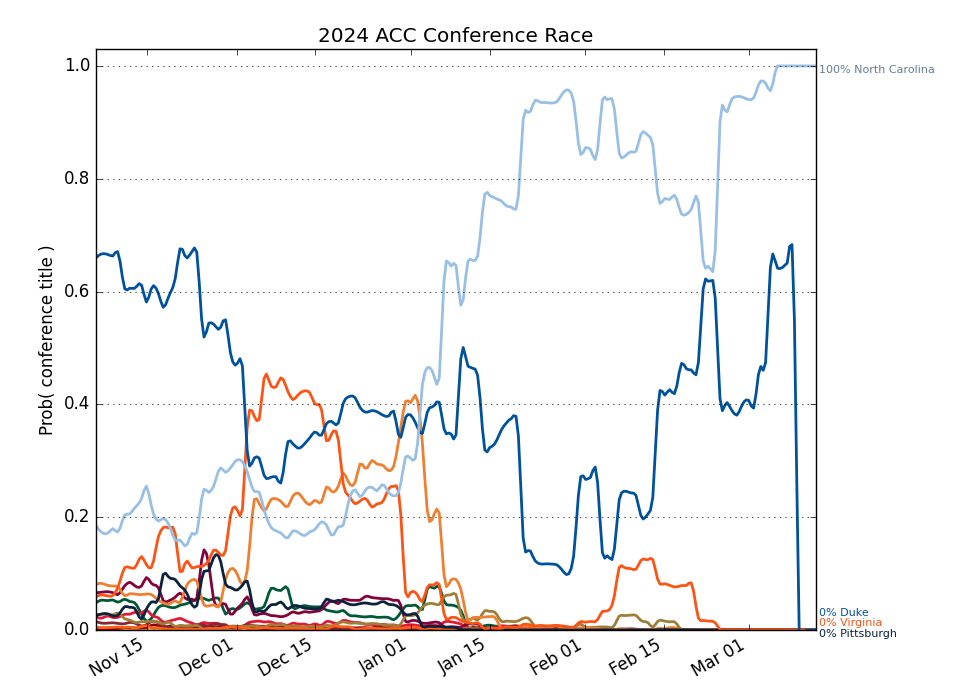 2024 ACC Conference Race
Prob( conference title )
1.0
0.8
0.6
0.4
0.2
0.0
Nov 15
Dec 01
Dec 15
Jan 01
Jan 15
Feb 01
Feb 15
Mar 01
100% North Carolina
0% Duke
0% Virginia
0% Pittsburgh